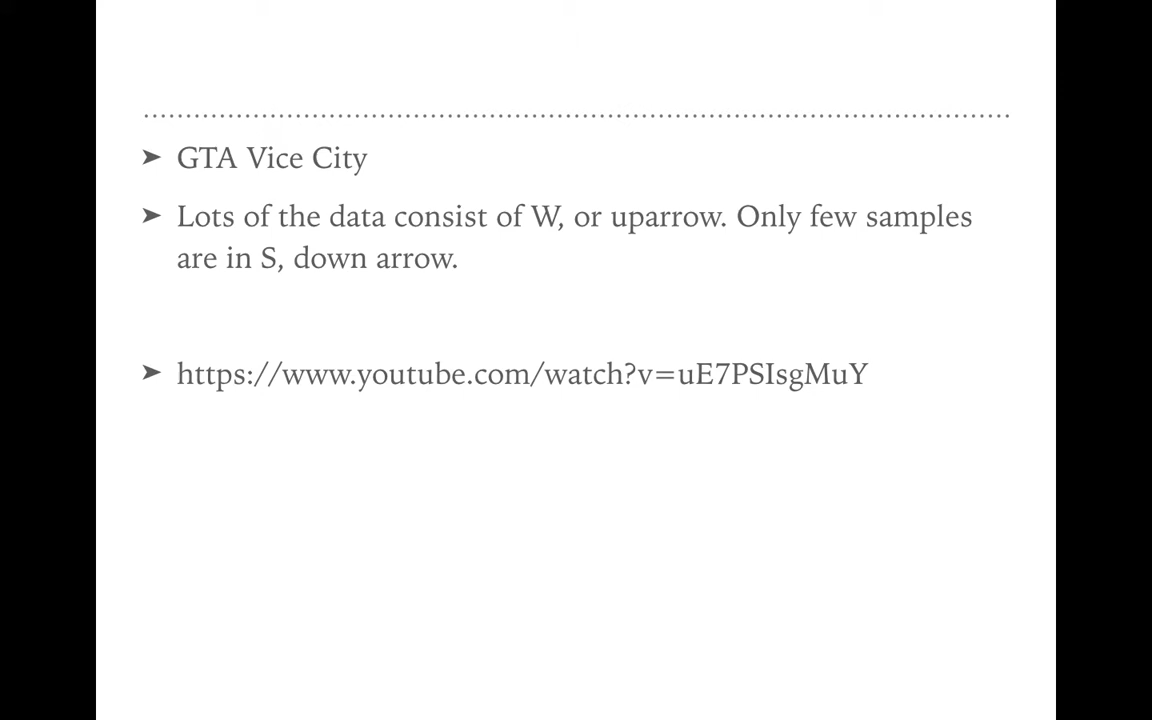 ➤ GTA Vice City
➤ Lots of the data consist of W, or uparrow. Only few samples
are in S, down arrow.
➤ https://www.youtube.com/watch?v=uE7PSIsgMuY